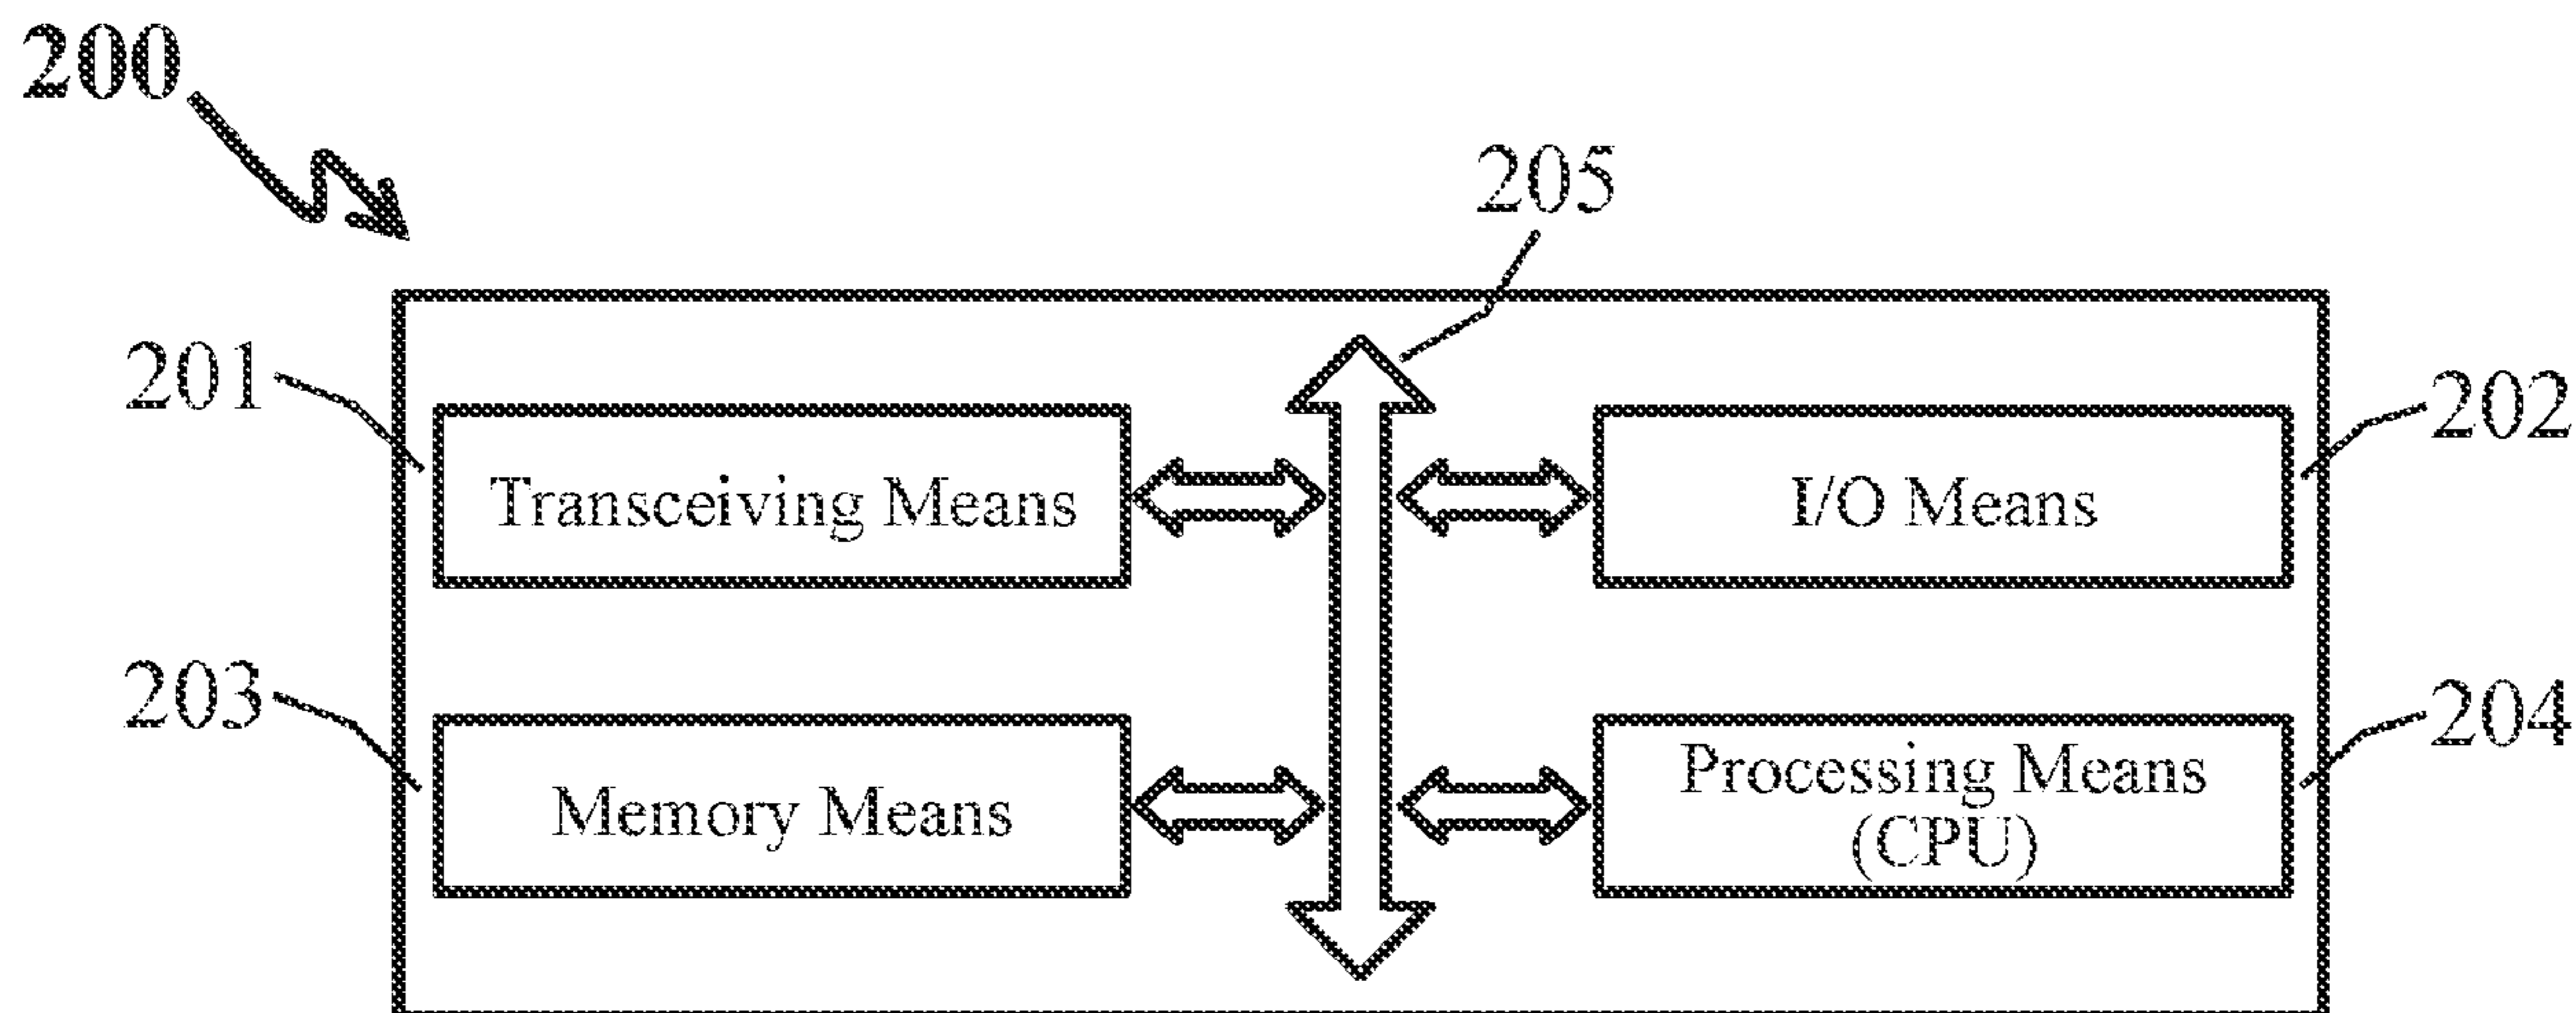 200
205
201
202
Transceiving Means
I/O Means
203
204
Memory Means
Processing Means
(CPU)